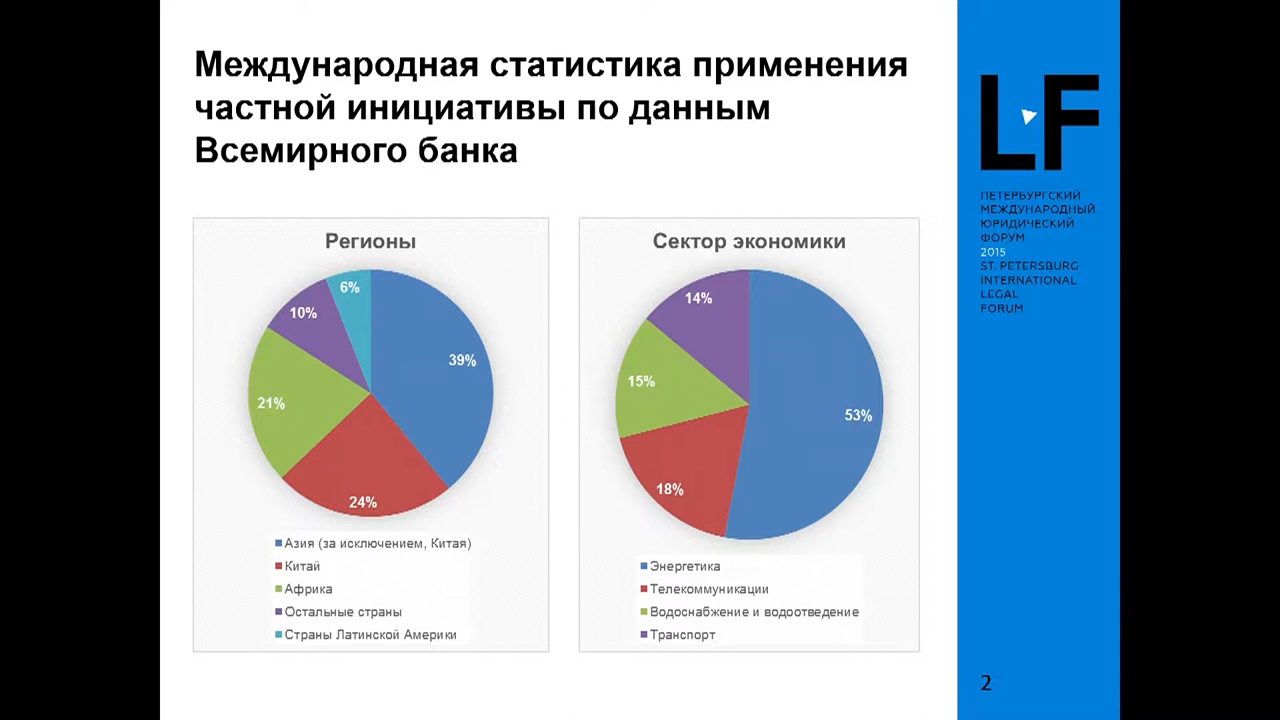 Международная статистика применения
частной инициативы по данным
Всемирного банка
Регионы
6%
10%
39%
21%
24%
Азия (за исключением, Китая)
Китай
Африка
Остальные страны
Страны Латинской Америки
Сектор экономики
14%
15%
53%
18%
Энергетика
Телекоммуникации
Водоснабжение и водоотведение
Транспорт
LF
ПЕТЕРБУРГСКИЙ
МЕЖДУНАРОДНЫЙ
ЮРИДИЧЕСКИЙ
ФОРУМ
2015
ST. PETERSBURG
INTERNATIONAL
LEGAL
FORUM
2